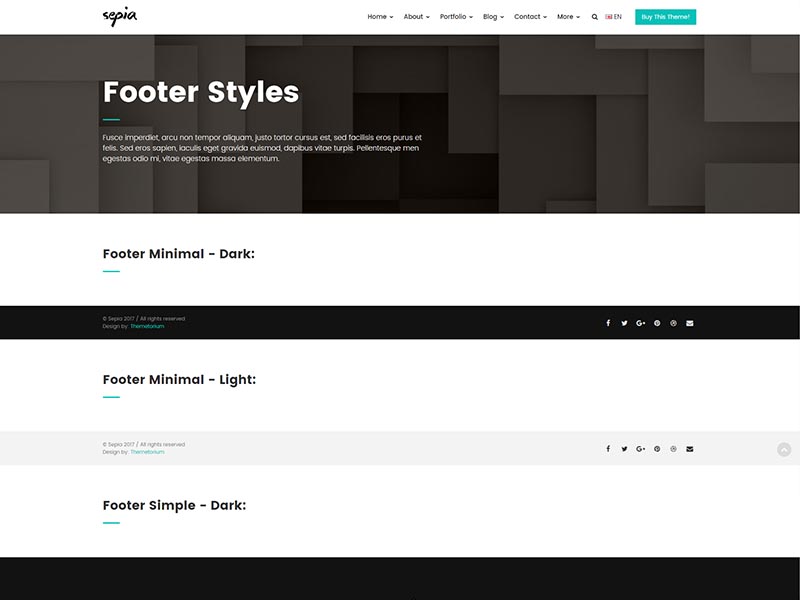 sepia
Home About Portfolio Blog Contact More EN Buy This Theme!
Footer Styles
Fusce imperdiet, arcu non tempor aliquam, justo tortor cursus est, sed facilisis eros purus et
felis. Sed eros sapien, iaculis eget gravida euismod, dapibus vitae turpis. Pellentesque men
egestas odio mi, vitae egestas massa elementum.
Footer Minimal - Dark:
© Sepia 2017 / All rights reserved
Design by: Themetorium
Footer Minimal - Light:
© Sepia 2017 / All rights reserved
Design by: Themetorium
Footer Simple - Dark: